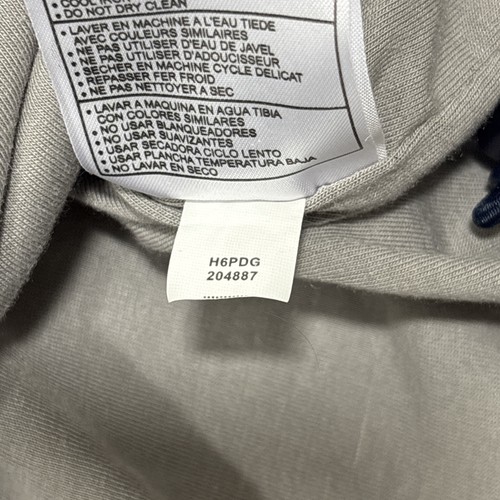 COOL IRON
• DO NOT DRY CLEAN
• LAVER EN MACHINE A L'EAU TIEDE
AVEC COULEURS SIMILAIRES
• NE PAS UTILISER D'EAU DE JAVEL
• NE PAS UTILISER D'ADOUCISSEUR
• SECHER EN MACHINE CYCLE DELICAT
• REPASSER FER FROID
• NE PAS NETTOYER A SEC
• LAVAR A MAQUINA EN AGUA TIBIA
CON COLORES SIMILARES
• NO USAR BLANQUEADORES
• NO USAR SUAVIZANTES
• USAR SECADORA CICLO LENTO
• USAR PLANCHA TEMPERATURA BAJA
• NO LAVAR EN SECO
H6PDG
204887